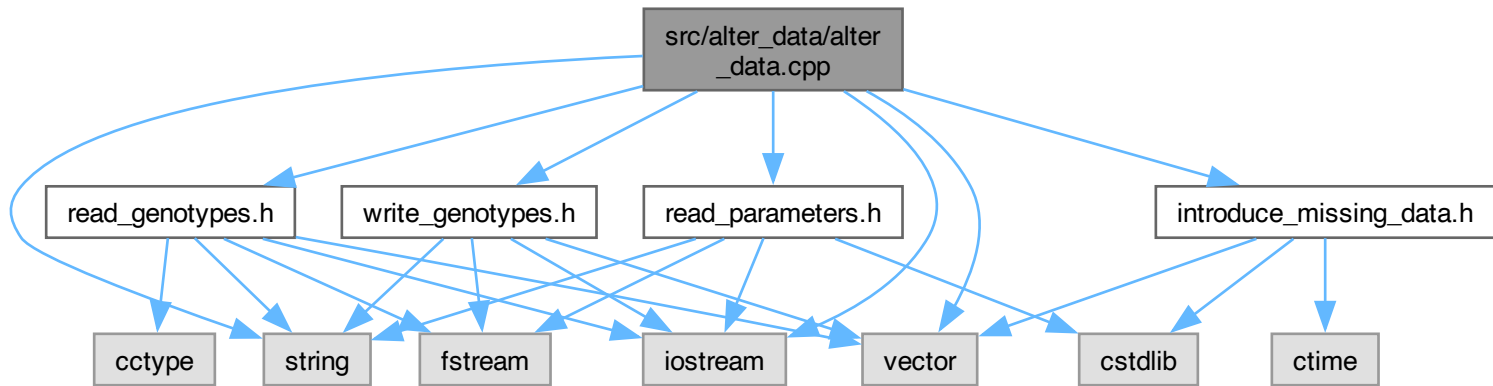 src/alter_data/alter
_data.cpp
read_genotypes.h
write_genotypes.h
read_parameters.h
introduce_missing_data.h
cctype
string
fstream
iostream
vector
cstdlib
ctime